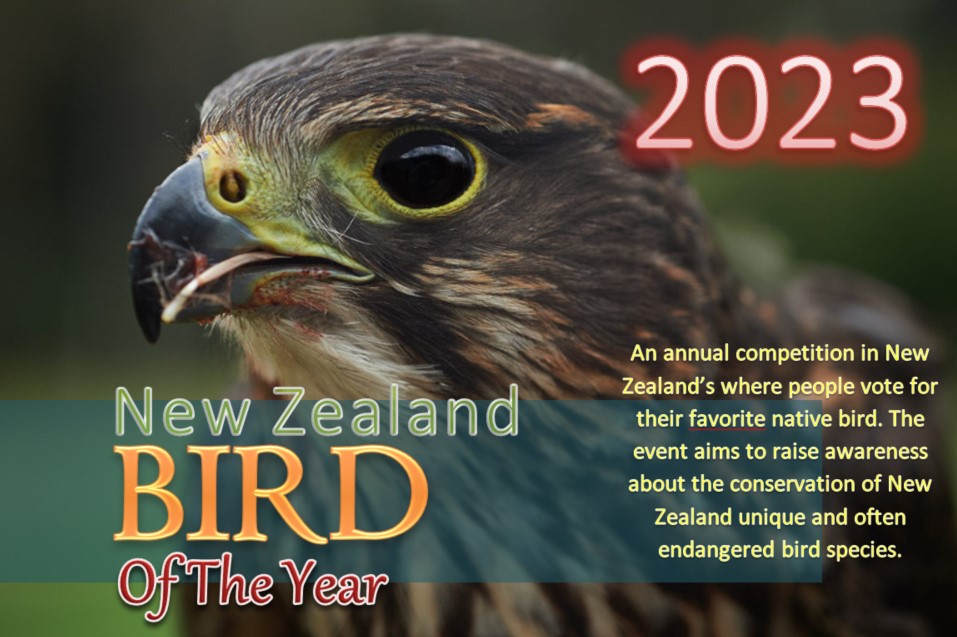 2023
An annual competition in New
Zealand's where people vote for
their favorite native bird. The
event aims to raise awareness
about the conservation of New
Zealand unique and often
endangered bird species.
New Zealand
BIRD
Of The Year